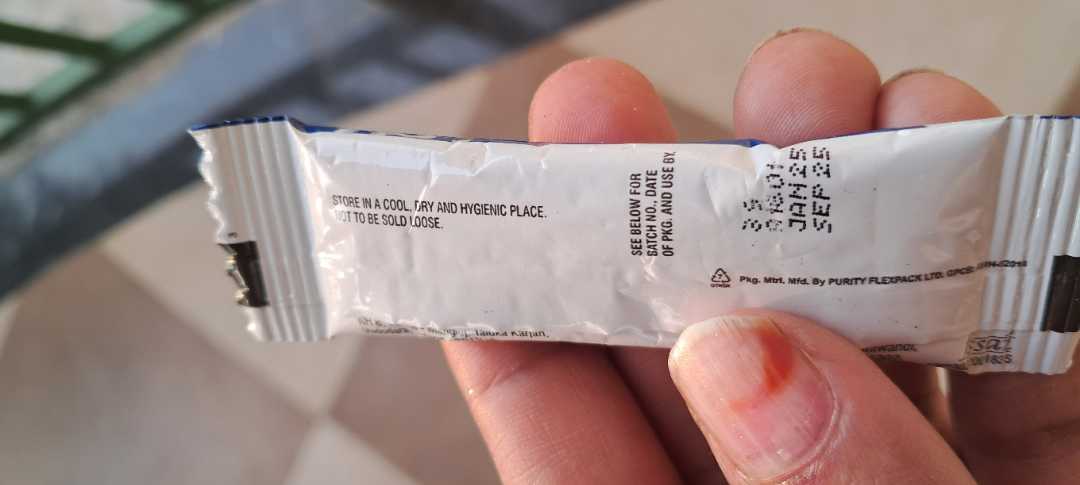 STORE IN A COOL, DRY AND HYGIENIC PLACE.
NOT TO BE SOLD LOOSE.
SEE BELOW FOR
BATCH NO., DATE
OF PKG. AND USE BY.
JAN 25
SEP 25
Pkg. Mtrl. Mfd. By PURITY FLEXPACK LTD.
Taluka Karjan,